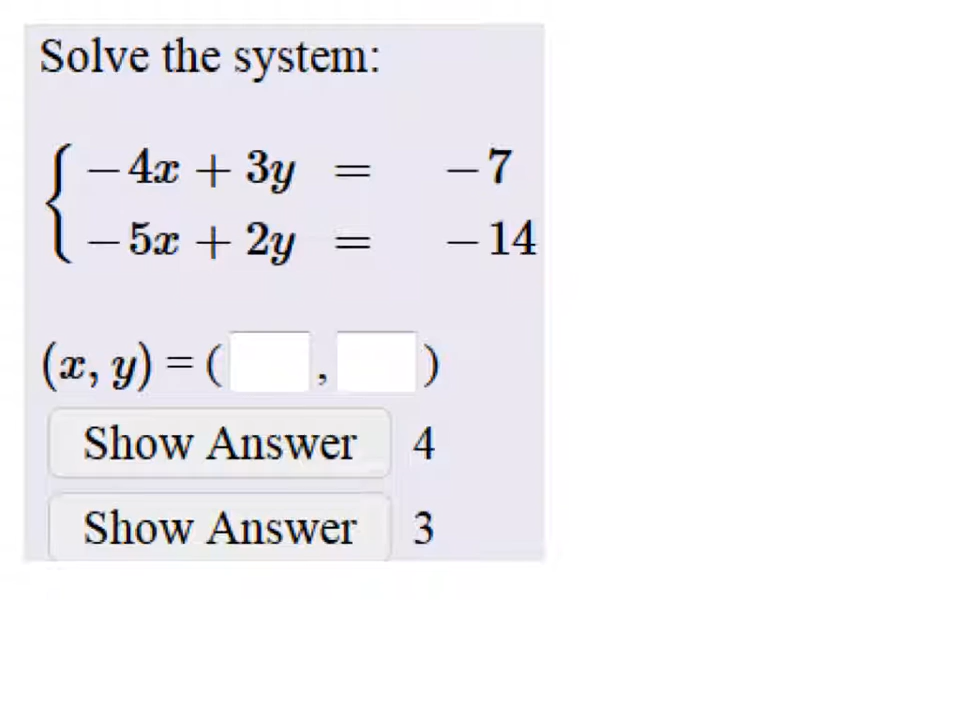 Solve the system:
−4x + 3y = −7
−5x + 2y = −14
(x, y) = ( , )
Show Answer 4
Show Answer 3